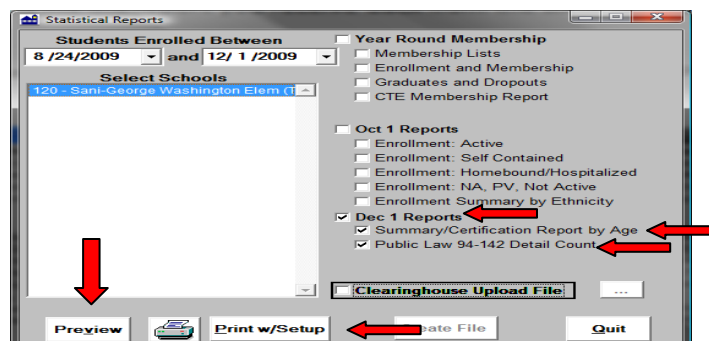 Statistical Reports
Students Enrolled Between
8 /24/2009 and 12/ 1 /2009
Select Schools
120 - Sani-George Washington Elem (T
Year Round Membership
Membership Lists
Enrollment and Membership
Graduates and Dropouts
CTE Membership Report
Oct 1 Reports
Enrollment: Active
Enrollment: Self Contained
Enrollment: Homebound/Hospitalized
Enrollment: NA, PV, Not Active
Enrollment Summary by Ethnicity
Dec 1 Reports
Summary/Certification Report by Age
Public Law 94-142 Detail Count
Clearinghouse Upload File ...
Preview Print w/Setup eate File Quit